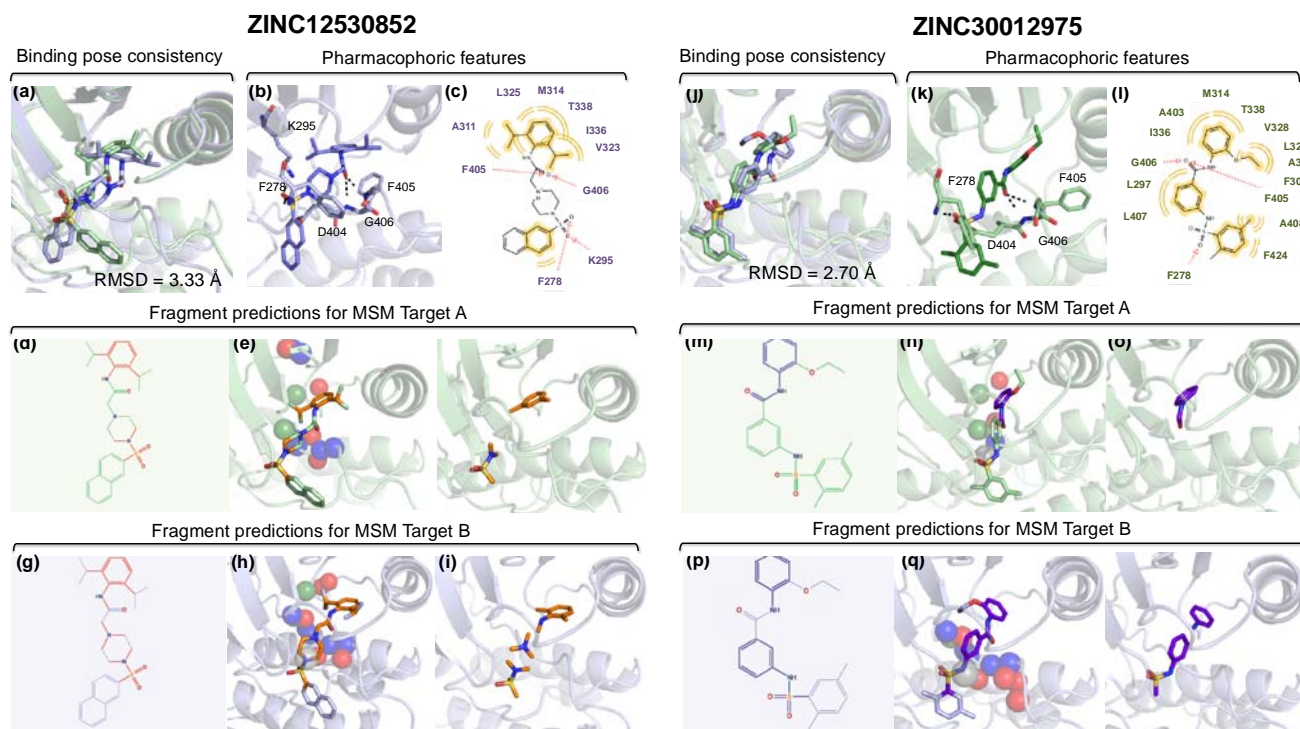 ZINC12530852
Binding pose consistency
Pharmacophoric features
(a)
RMSD = 3.33 Å
(b)
K295
F278
F405
D404
G406
(c)
L325
M314
T338
A311
I336
V323
F405
G406
K295
F278
Fragment predictions for MSM Target A
(d)
(e)
Fragment predictions for MSM Target B
(g)
(h)
(i)
ZINC30012975
Binding pose consistency
Pharmacophoric features
(j)
RMSD = 2.70 Å
(k)
F278
F405
D404
G406
(l)
M314
A403
T338
I336
V328
G406
L297
F405
L407
A408
F424
F278
Fragment predictions for MSM Target A
(m)
(n)
(o)
Fragment predictions for MSM Target B
(p)
(q)